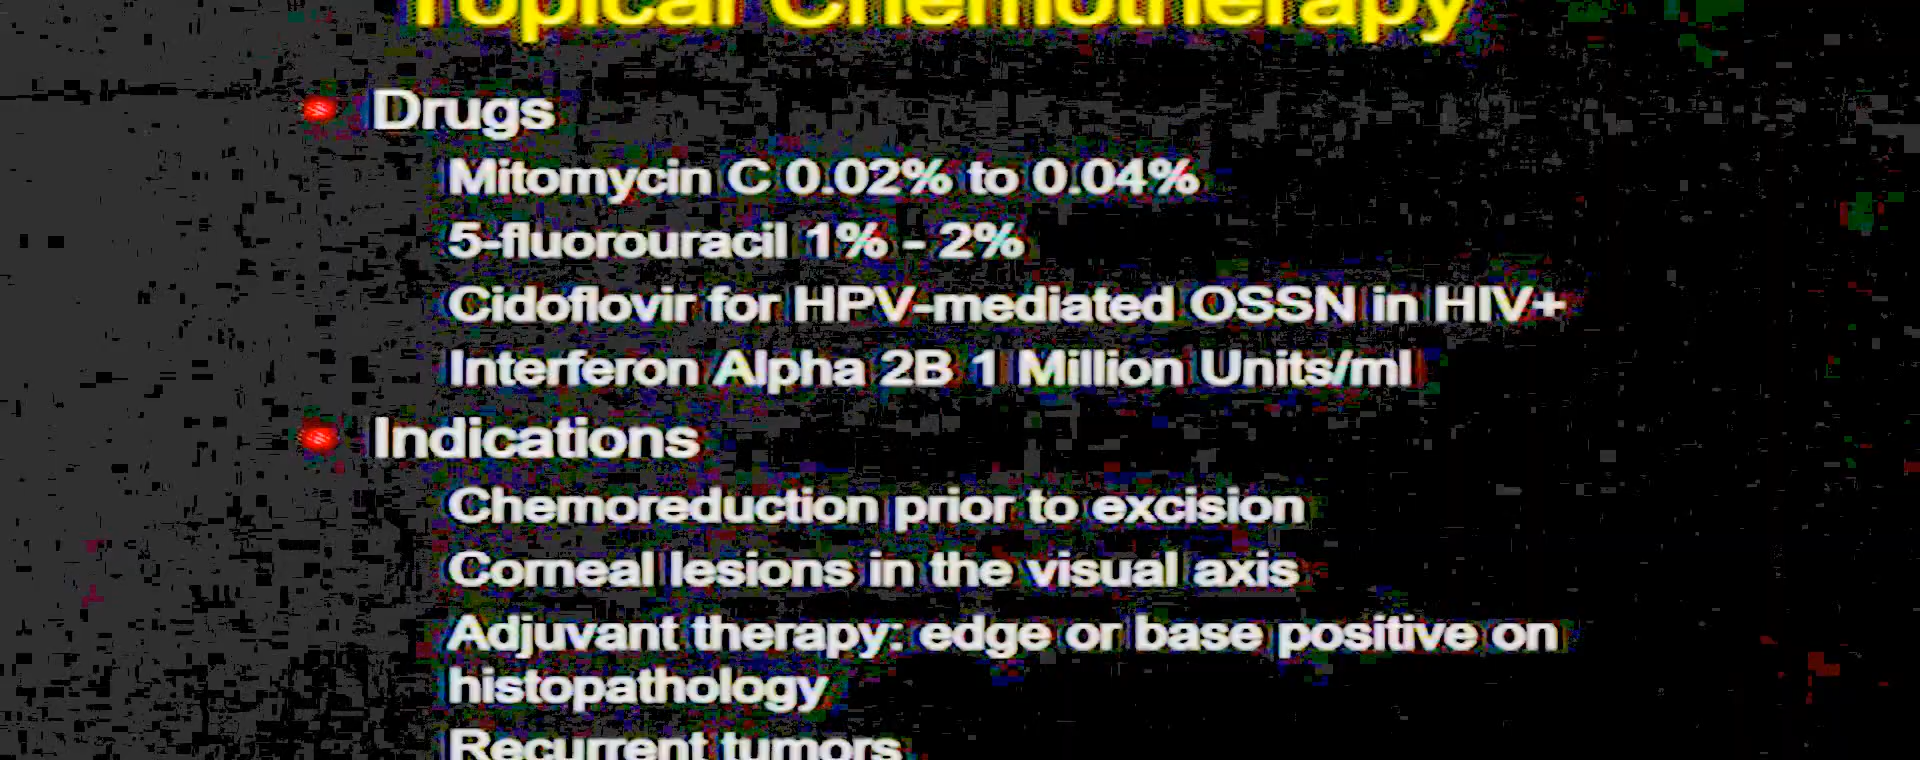 Topical Chemotherapy
Drugs
Mitomycin C 0.02% to 0.04%
5-fluorouracil 1% - 2%
Cidoflovir for HPV-mediated OSSN in HIV+
Interferon Alpha 2B 1 Million Units/ml
Indications
Chemoreduction prior to excision
Corneal lesions in the visual axis
Adjuvant therapy: edge or base positive on
histopathology
Recurrent tumors